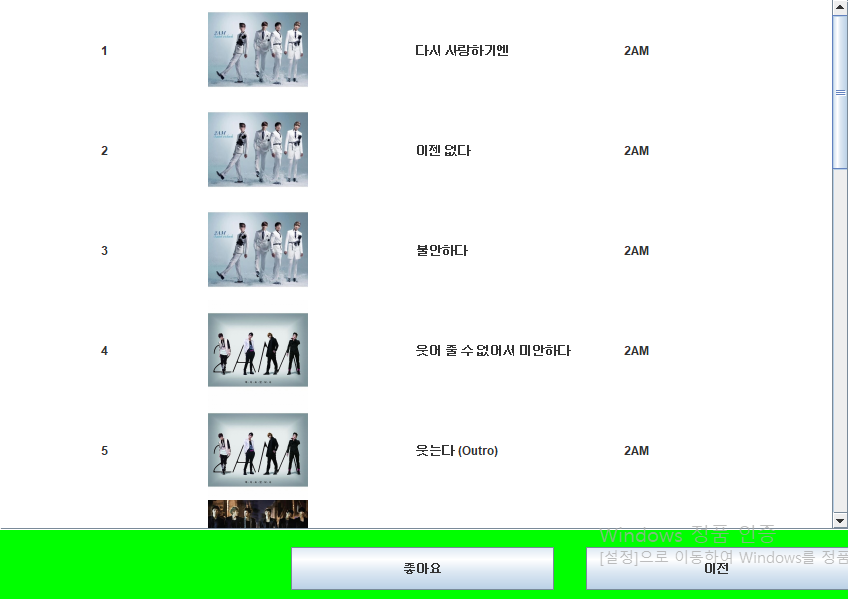 1 다시 사랑하기엔 2AM
2 이젠 없다 2AM
3 불안하다 2AM
4 웃어 줄 수 없어서 미안하다 2AM
5 웃는다 (Outro) 2AM
Windows 정품 인증
[설정]으로 이동하여 Windows를 정품
좋아요 이전